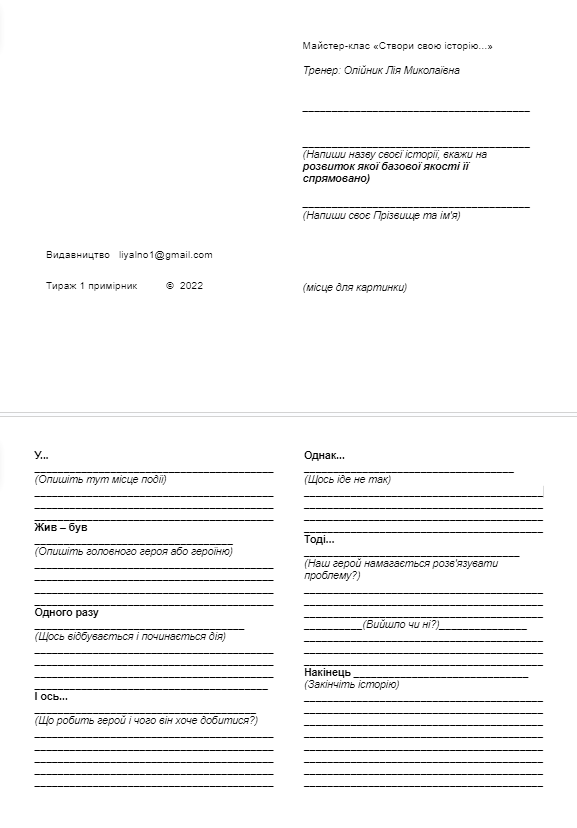 Майстер-клас «Створи свою історію...»
Тренер: Олійник Лія Миколаївна
(Напиши назву своєї історії, вкажи на
розвиток якої базової якості її
спрямовано)
(Напиши своє Прізвище та ім'я)
Видавництво liyalno1@gmail.com
Тираж 1 примірник © 2022
(місце для картинки)
У...
(Опишіть тут місце події)
Жив – був
(Опишіть головного героя або героїню)
Одного разу
(Щось відбувається і починається дія)
І ось...
(Що робить герой і чого він хоче добитися?)
Однак...
(Щось їде не так)
Тоді...
(Наш герой намагається розв'язувати
проблему?)
(Вийшло чи ні?)
Накінець
(Закінчіть історію)